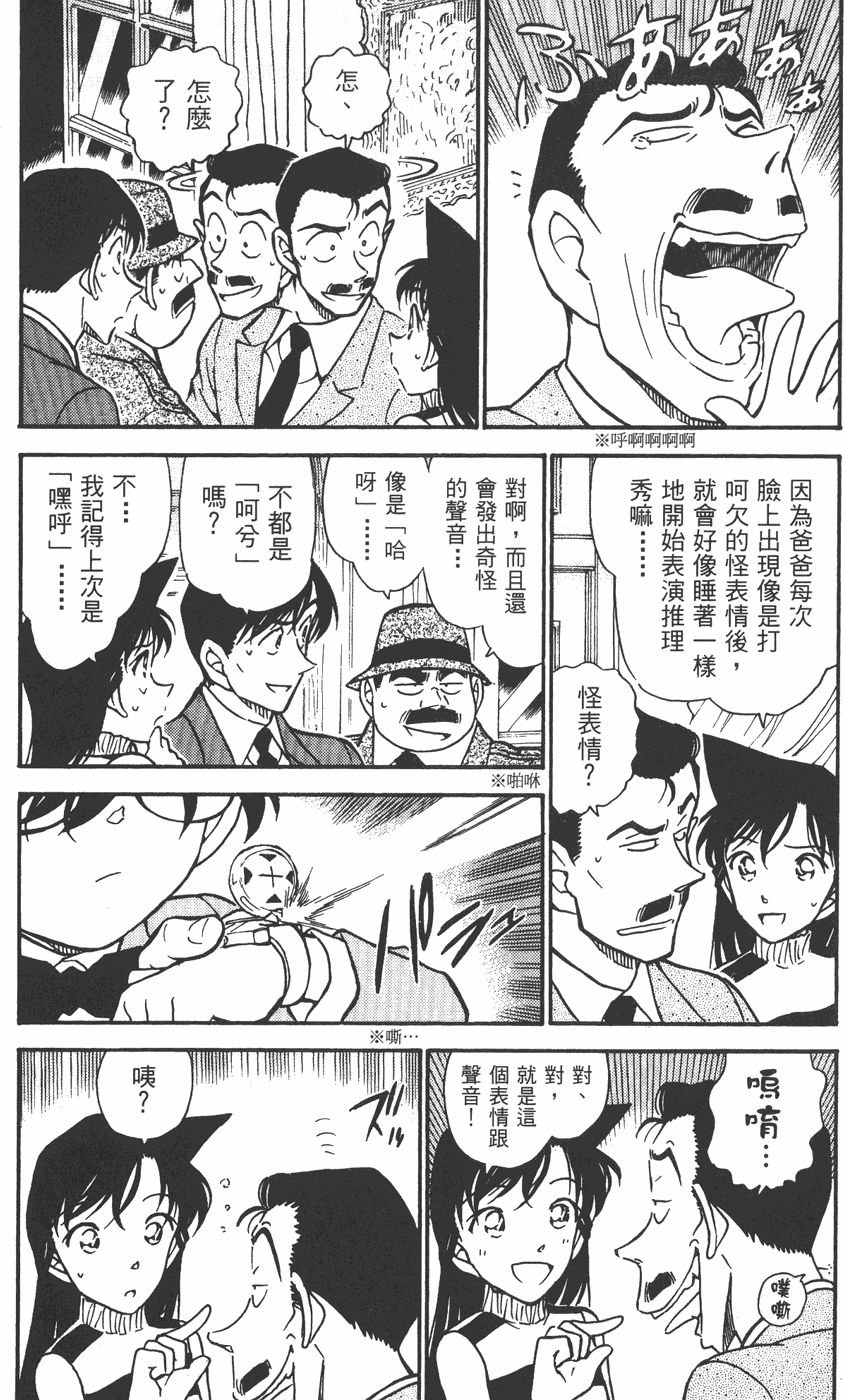 ふぁぁぁぁ
※呼啊啊啊啊
怎、
怎麼
了？
因為爸爸每次
臉上出現像是打
呵欠的怪表情後，
就會好像睡著一樣
地開始表演推理
秀嘛……
怪表情？
對啊，而且還
會發出奇怪
的聲音…
像是「哈
呀」……
不都是
「呵兮」
嗎？
不…
我記得上次是
「嘿呼」……
※啪咻
パシュッ
嗚唷…
對、
對，
就是這
個表情跟
聲音！
噗嘶
※嘶…
咦？
ズル